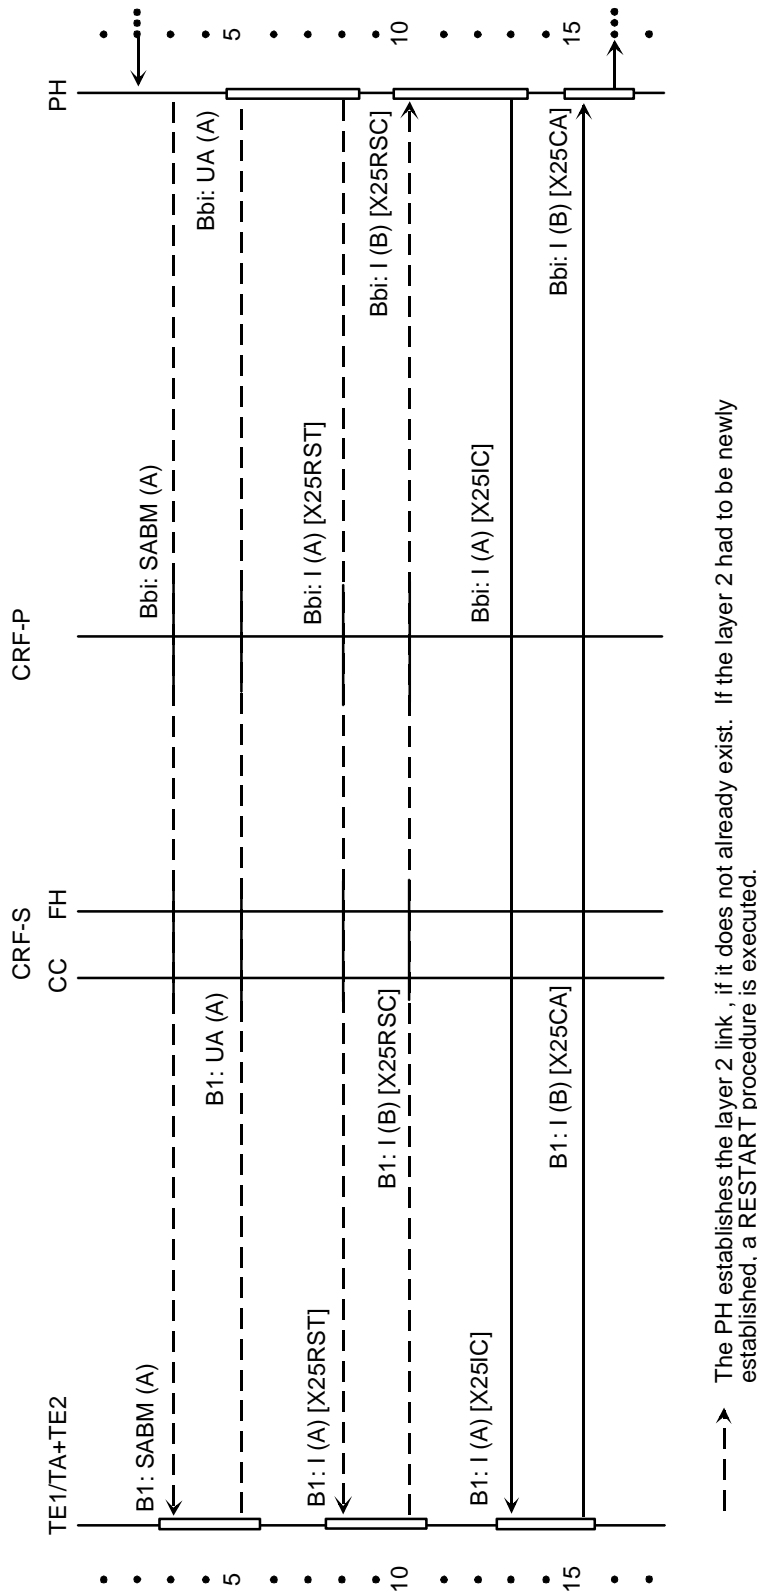 TE1/TA+TE2
CRF-S
CC
FH
CRF-P
PH
B1: SABM (A)
Bbi: SABM (A)
5
B1: UA (A)
Bbi: UA (A)
5
B1: I (A) [X25RST]
Bbi: I (A) [X25RST]
10
B1: I (B) [X25RSC]
Bbi: I (B) [X25RSC]
10
B1: I (A) [X25IC]
Bbi: I (A) [X25IC]
15
B1: I (B) [X25CA]
Bbi: I (B) [X25CA]
15
The PH establishes the layer 2 link , if it does not already exist. If the layer 2 had to be newly
established, a RESTART procedure is executed.